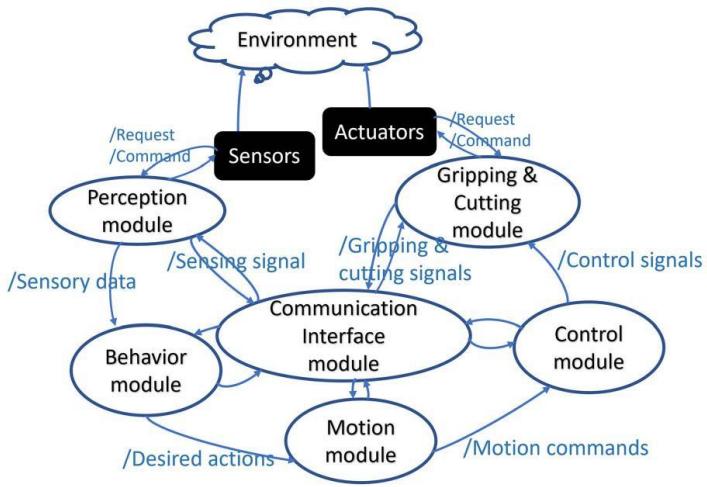 Environment
Actuators
/Request
/Command
/Request
/Command
Sensors
Gripping &
Cutting
module
Perception
module
/Gripping &
cutting signals
/Sensing signal
/Control signals
/Sensory data
Communication
Interface
module
Behavior
module
Control
module
Motion
module
/Desired actions
/Motion commands